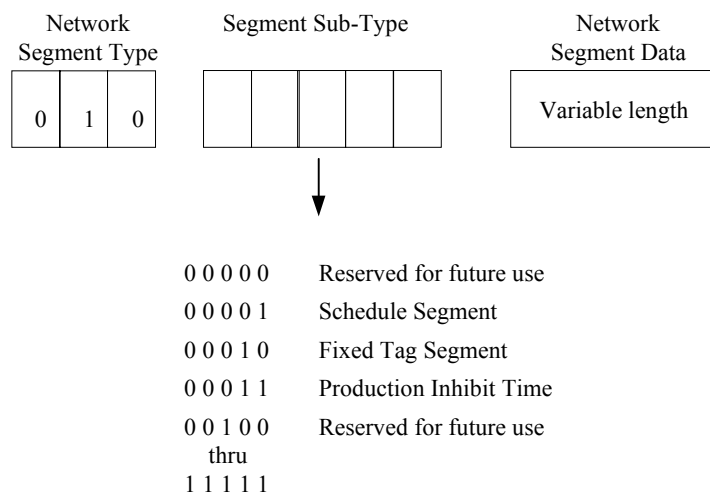 Network Segment Type
Segment Sub-Type
Network Segment Data
0 1 0
Variable length
0 0 0 0 0 Reserved for future use
0 0 0 0 1 Schedule Segment
0 0 0 1 0 Fixed Tag Segment
0 0 0 1 1 Production Inhibit Time
0 0 1 0 0 Reserved for future use
thru
1 1 1 1 1